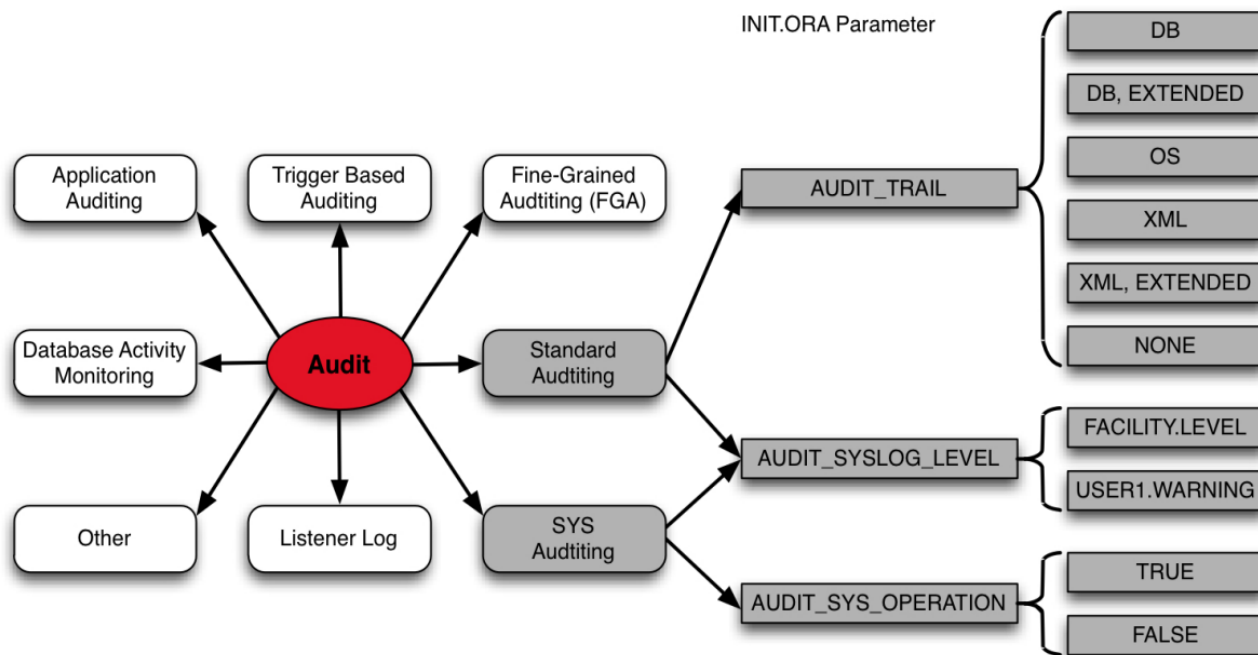 INIT.ORA Parameter
Application
Auditing
Trigger Based
Auditing
Fine-Grained
Audtiting (FGA)
Database Activity
Monitoring
Audit
Standard
Audtiting
Other
Listener Log
SYS
Audtiting
AUDIT_TRAIL
AUDIT_SYSLOG_LEVEL
AUDIT_SYS_OPERATION
DB
DB, EXTENDED
OS
XML
XML, EXTENDED
NONE
FACILITY.LEVEL
USER1.WARNING
TRUE
FALSE